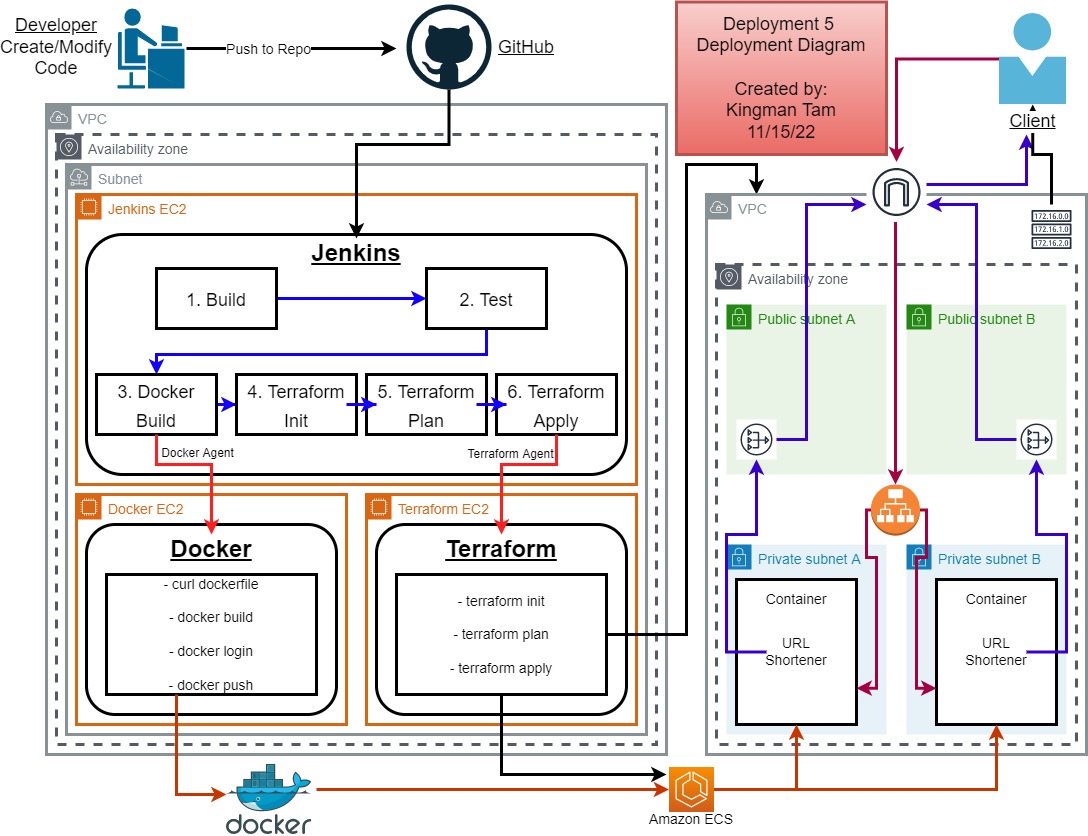 Developer
Create/Modify
Code
Push to Repo
GitHub
Deployment 5
Deployment Diagram
Created by:
Kingman Tam
11/15/22
Client
172.16.0.0
172.16.1.0
172.16.2.0
VPC
Availability zone
Subnet
Jenkins EC2
Jenkins
1. Build
2. Test
3. Docker
Build
4. Terraform
Init
5. Terraform
Plan
6. Terraform
Apply
Docker Agent
Terraform Agent
Docker EC2
Docker
- curl dockerfile
- docker build
- docker login
- docker push
Terraform EC2
Terraform
- terraform init
- terraform plan
- terraform apply
VPC
Availability zone
Public subnet A
Public subnet B
Private subnet A
Private subnet B
Container
URL
Shortener
Container
URL
Shortener
docker
Amazon ECS